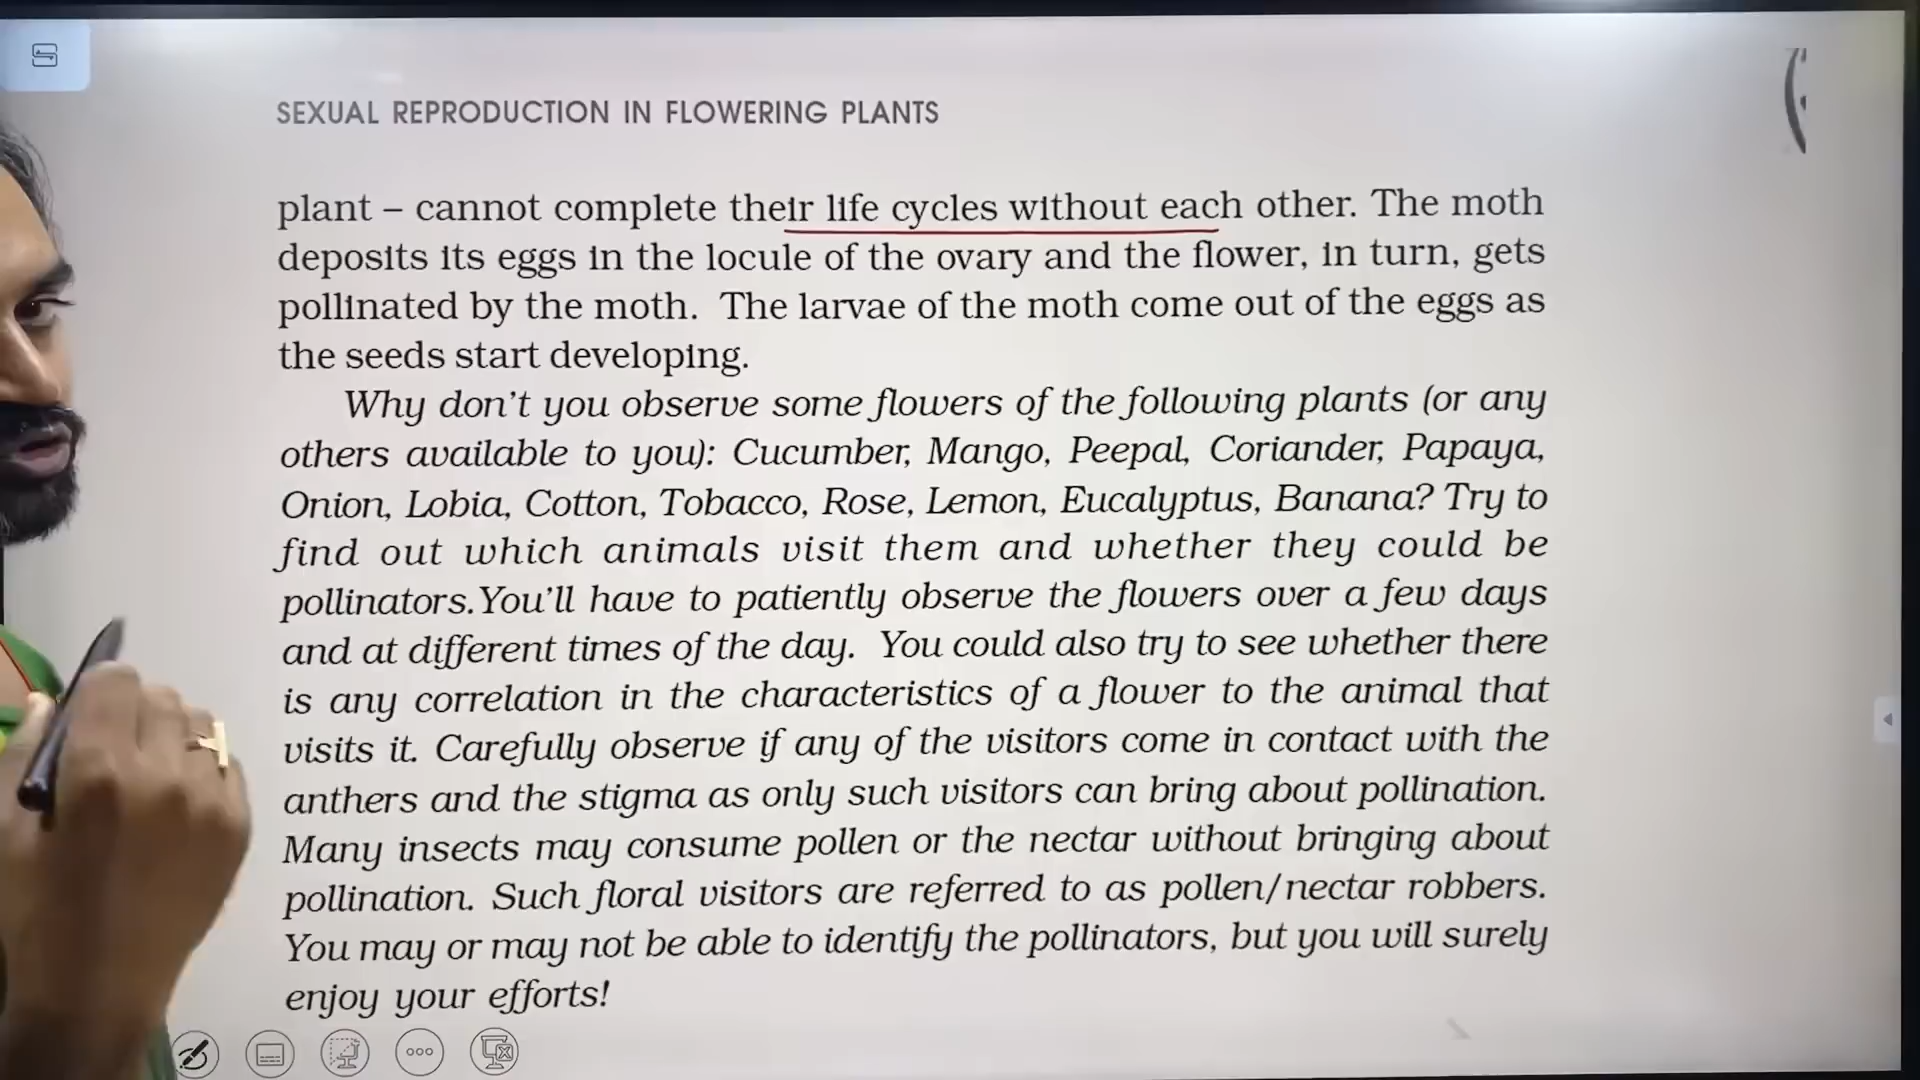 SEXUAL REPRODUCTION IN FLOWERING PLANTS
plant – cannot complete their life cycles without each other. The moth
deposits its eggs in the locule of the ovary and the flower, in turn, gets
pollinated by the moth. The larvae of the moth come out of the eggs as
the seeds start developing.
Why don't you observe some flowers of the following plants (or any
others available to you): Cucumber, Mango, Peepal, Coriander, Papaya,
Onion, Lobia, Cotton, Tobacco, Rose, Lemon, Eucalyptus, Banana? Try to
find out which animals visit them and whether they could be
pollinators.You'll have to patiently observe the flowers over a few days
and at different times of the day. You could also try to see whether there
is any correlation in the characteristics of a flower to the animal that
visits it. Carefully observe if any of the visitors come in contact with the
anthers and the stigma as only such visitors can bring about pollination.
Many insects may consume pollen or the nectar without bringing about
pollination. Such floral visitors are referred to as pollen/nectar robbers.
You may or may not be able to identify the pollinators, but you will surely
enjoy your efforts!